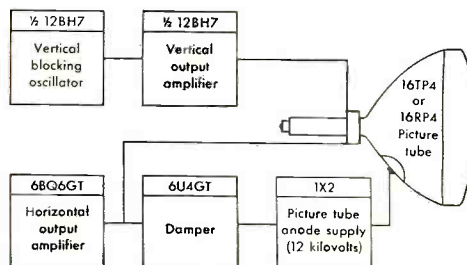 ½ 12BH7
Vertical
blocking
oscillator
½ 12BH7
Vertical
output
amplifier
16TP4
or
16RP4
Picture
tube
6BQ6GT
Horizontal
output
amplifier
6U4GT
Damper
1X2
Picture tube
anode supply
(12 kilovolts)